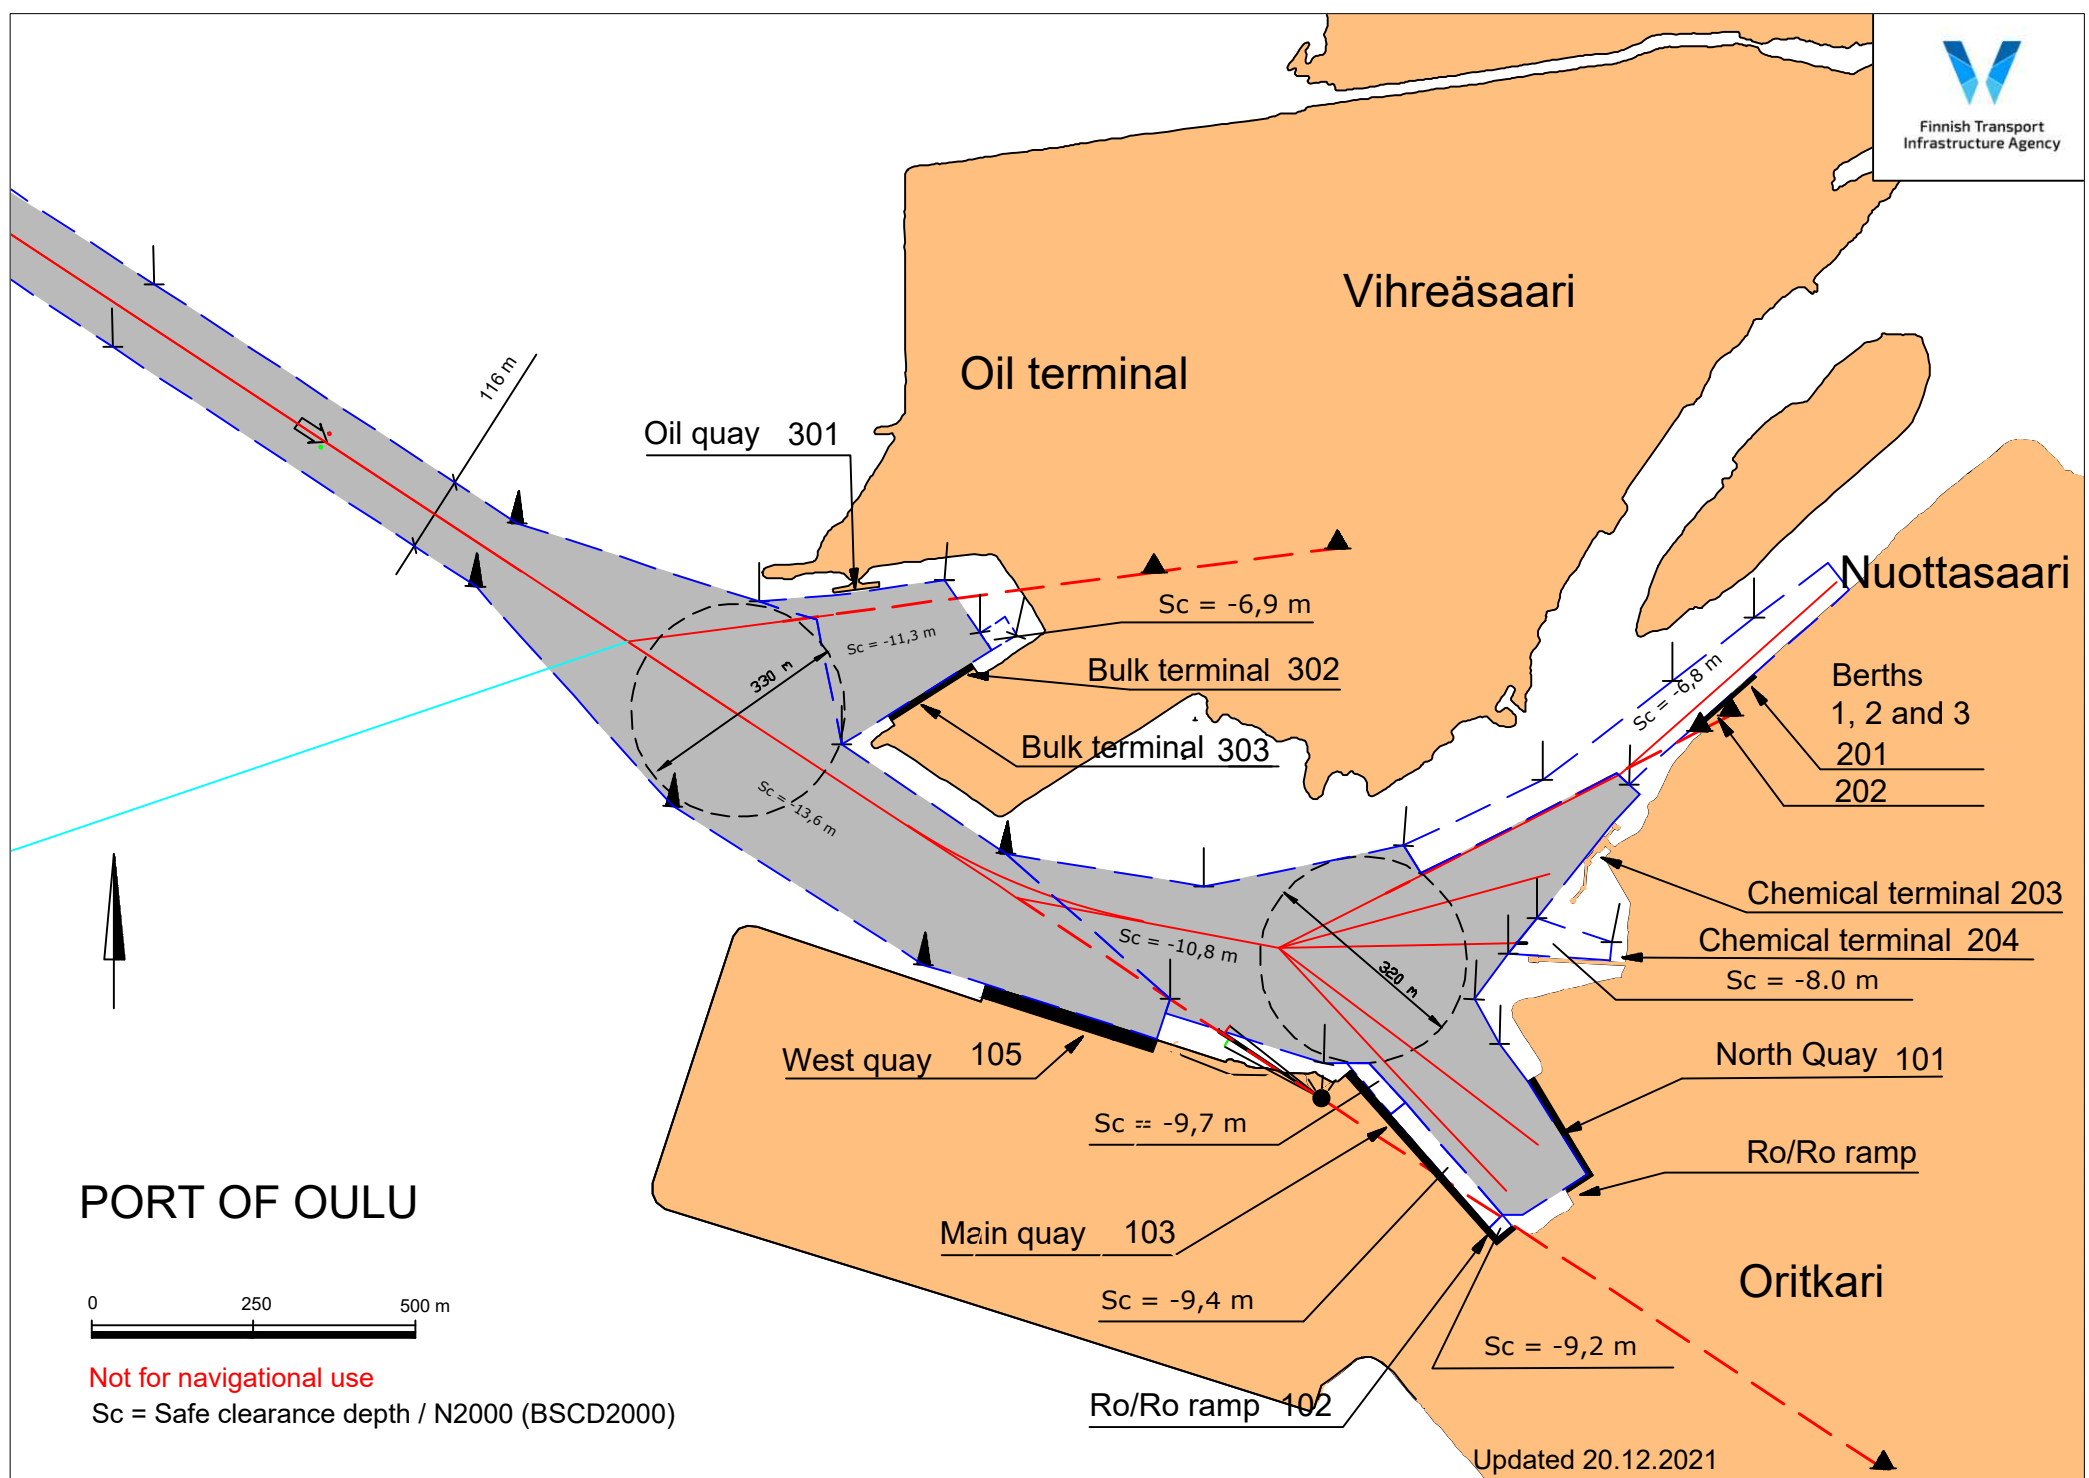 Finnish Transport
Infrastructure Agency
Vihreäsaari
Oil terminal
116 m
Oil quay 301
Nuottasaari
Sc = -6,9 m
Sc = -11,3 m
330 m
Bulk terminal 302
Sc = -6,8 m
Berths
1, 2 and 3
201
202
Bulk terminal 303
Sc = -13,6 m
Chemical terminal 203
Sc = -10,8 m
Chemical terminal 204
320 m
Sc = -8.0 m
West quay 105
North Quay 101
Sc = -9,7 m
Ro/Ro ramp
PORT OF OULU
Main quay 103
Oritkari
Sc = -9,4 m
0 250 500 m
Sc = -9,2 m
Not for navigational use
Ro/Ro ramp 102
Sc = Safe clearance depth / N2000 (BSCD2000)
Updated 20.12.2021